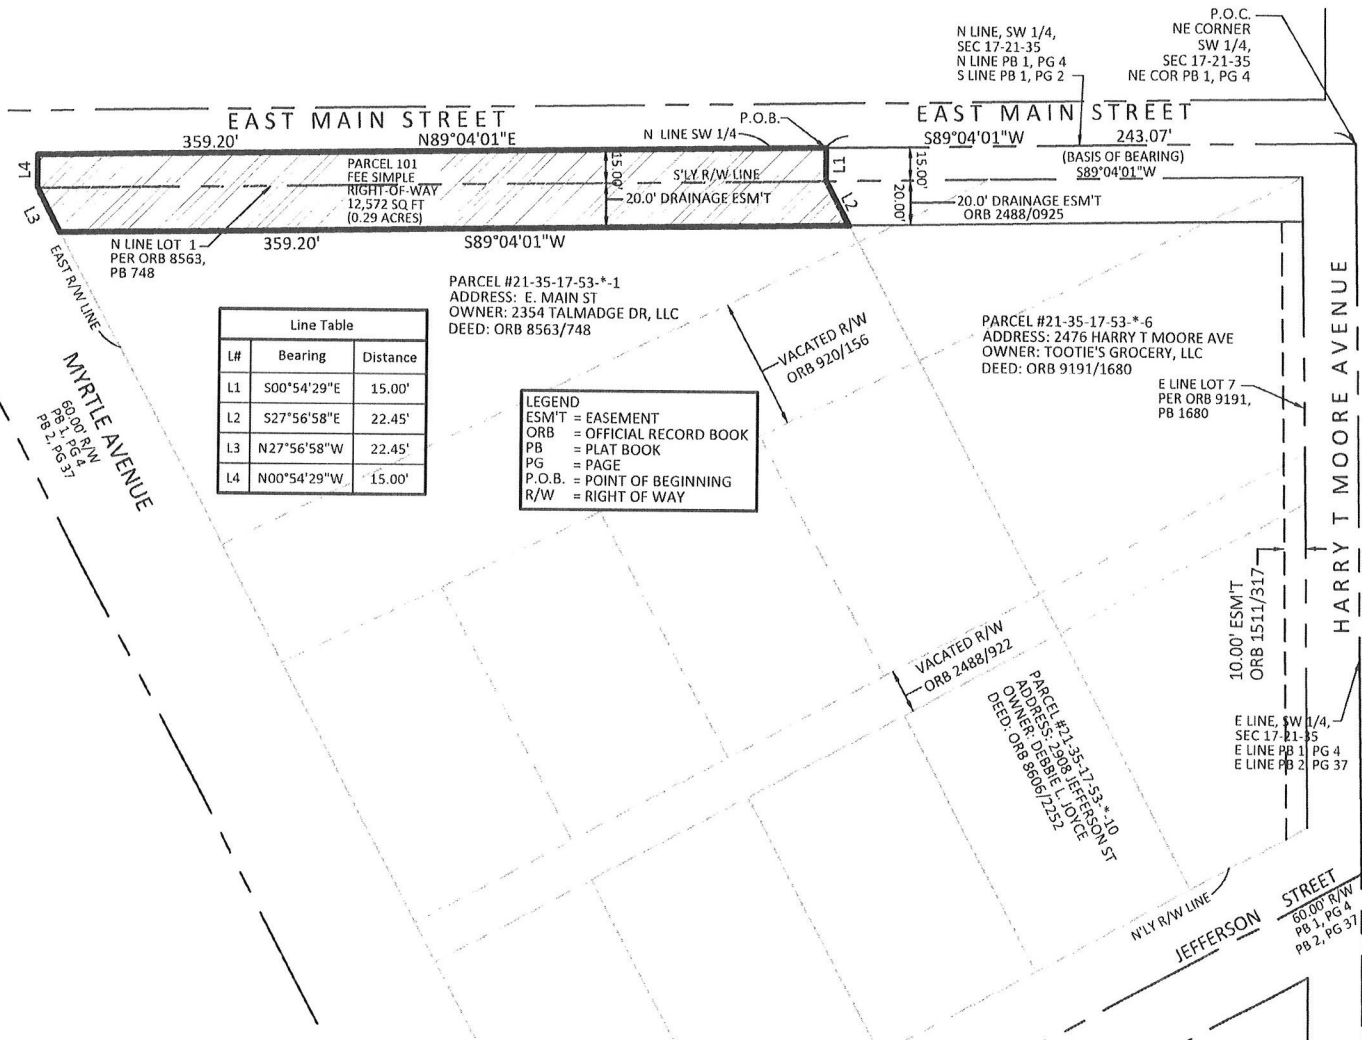 P.O.C.
NE CORNER
SW 1/4,
SEC 17-21-35
NE COR PB 1, PG 4
N LINE, SW 1/4,
SEC 17-21-35
N LINE PB 1, PG 4
S LINE PB 1, PG 2
EAST MAIN STREET
EAST MAIN STREET
P.O.B.
359.20'
N89°04'01"E
N LINE SW 1/4
S89°04'01"W
243.07'
(BASIS OF BEARING)
S89°04'01"W
L4
L3
PARCEL 101
FEE SIMPLE
RIGHT-OF-WAY
12,572 SQ FT
(0.29 ACRES)
15.00'
S'LY R/W LINE
20.0' DRAINAGE ESM'T
L1
L2
15.00'
20.00'
20.0' DRAINAGE ESM'T
ORB 2488/0925
N LINE LOT 1
PER ORB 8563,
PB 748
359.20'
S89°04'01"W
EAST R/W LINE
PARCEL #21-35-17-53-*-1
ADDRESS: E. MAIN ST
OWNER: 2354 TALMADGE DR, LLC
DEED: ORB 8563/748
Line Table
L# Bearing Distance
L1 S00°54'29"E 15.00'
L2 S27°56'58"E 22.45'
L3 N27°56'58"W 22.45'
L4 N00°54'29"W 15.00'
LEGEND
ESM'T = EASEMENT
ORB = OFFICIAL RECORD BOOK
PB = PLAT BOOK
PG = PAGE
P.O.B. = POINT OF BEGINNING
R/W = RIGHT OF WAY
VACATED R/W
ORB 920/156
PARCEL #21-35-17-53-*-6
ADDRESS: 2476 HARRY T MOORE AVE
OWNER: TOOTIE'S GROCERY, LLC
DEED: ORB 9191/1680
E LINE LOT 7
PER ORB 9191,
PB 1680
HARRY T MOORE AVENUE
MYRTLE AVENUE
60.00' R/W
PB 1, PG 4
PB 2, PG 37
10.00' ESM'T
ORB 1511/317
VACATED R/W
ORB 2488/922
PARCEL #21-35-17-53-*-10
ADDRESS: 2908 JEFFERSON ST
OWNER: DEBBIE L. JOYCE
DEED: ORB 8606/2252
E LINE, SW 1/4,
SEC 17-21-35
E LINE PB 1, PG 4
E LINE PB 2, PG 37
N'LY R/W LINE
JEFFERSON STREET
60.00' R/W
PB 1, PG 4
PB 2, PG 37